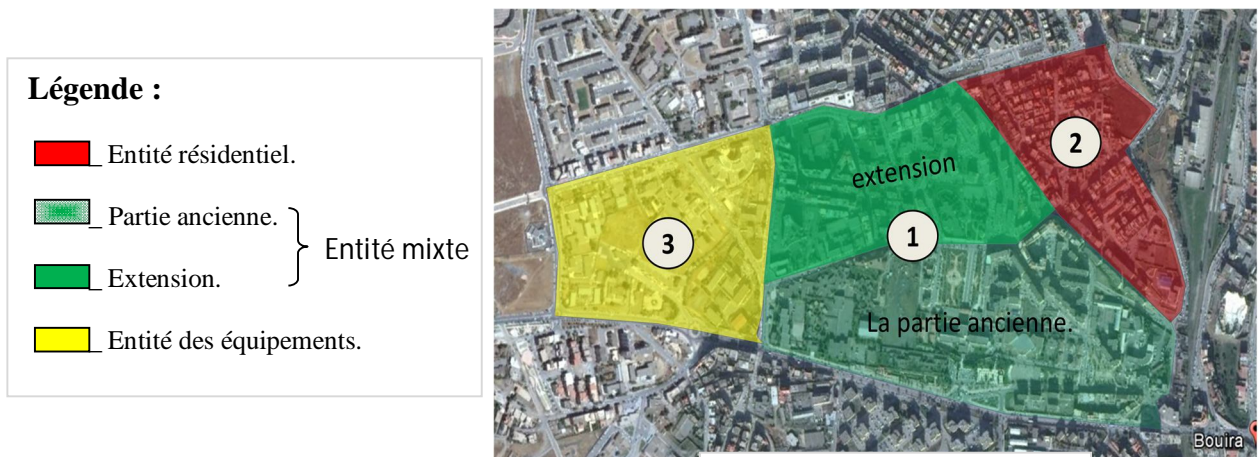 Légende :
_ Entité résidentiel.
_ Partie ancienne.
_ Extension.
Entité mixte
_ Entité des équipements.
extension
2
1
3
La partie ancienne.
Bouira